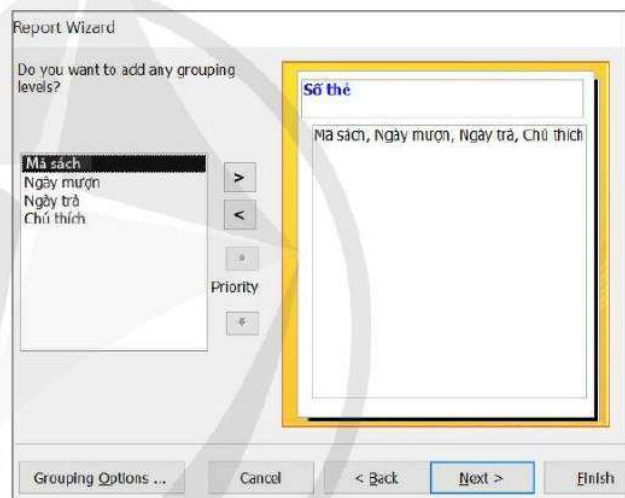 Report Wizard
Do you want to add any grouping
levels?
Mã sách
Ngày mượn
Ngày trả
Chú thích
>
<
Priority
Số thẻ
Mã sách, Ngày mượn, Ngày trả, Chú thích
Grouping Options ...
Cancel
< Back
Next >
Finish